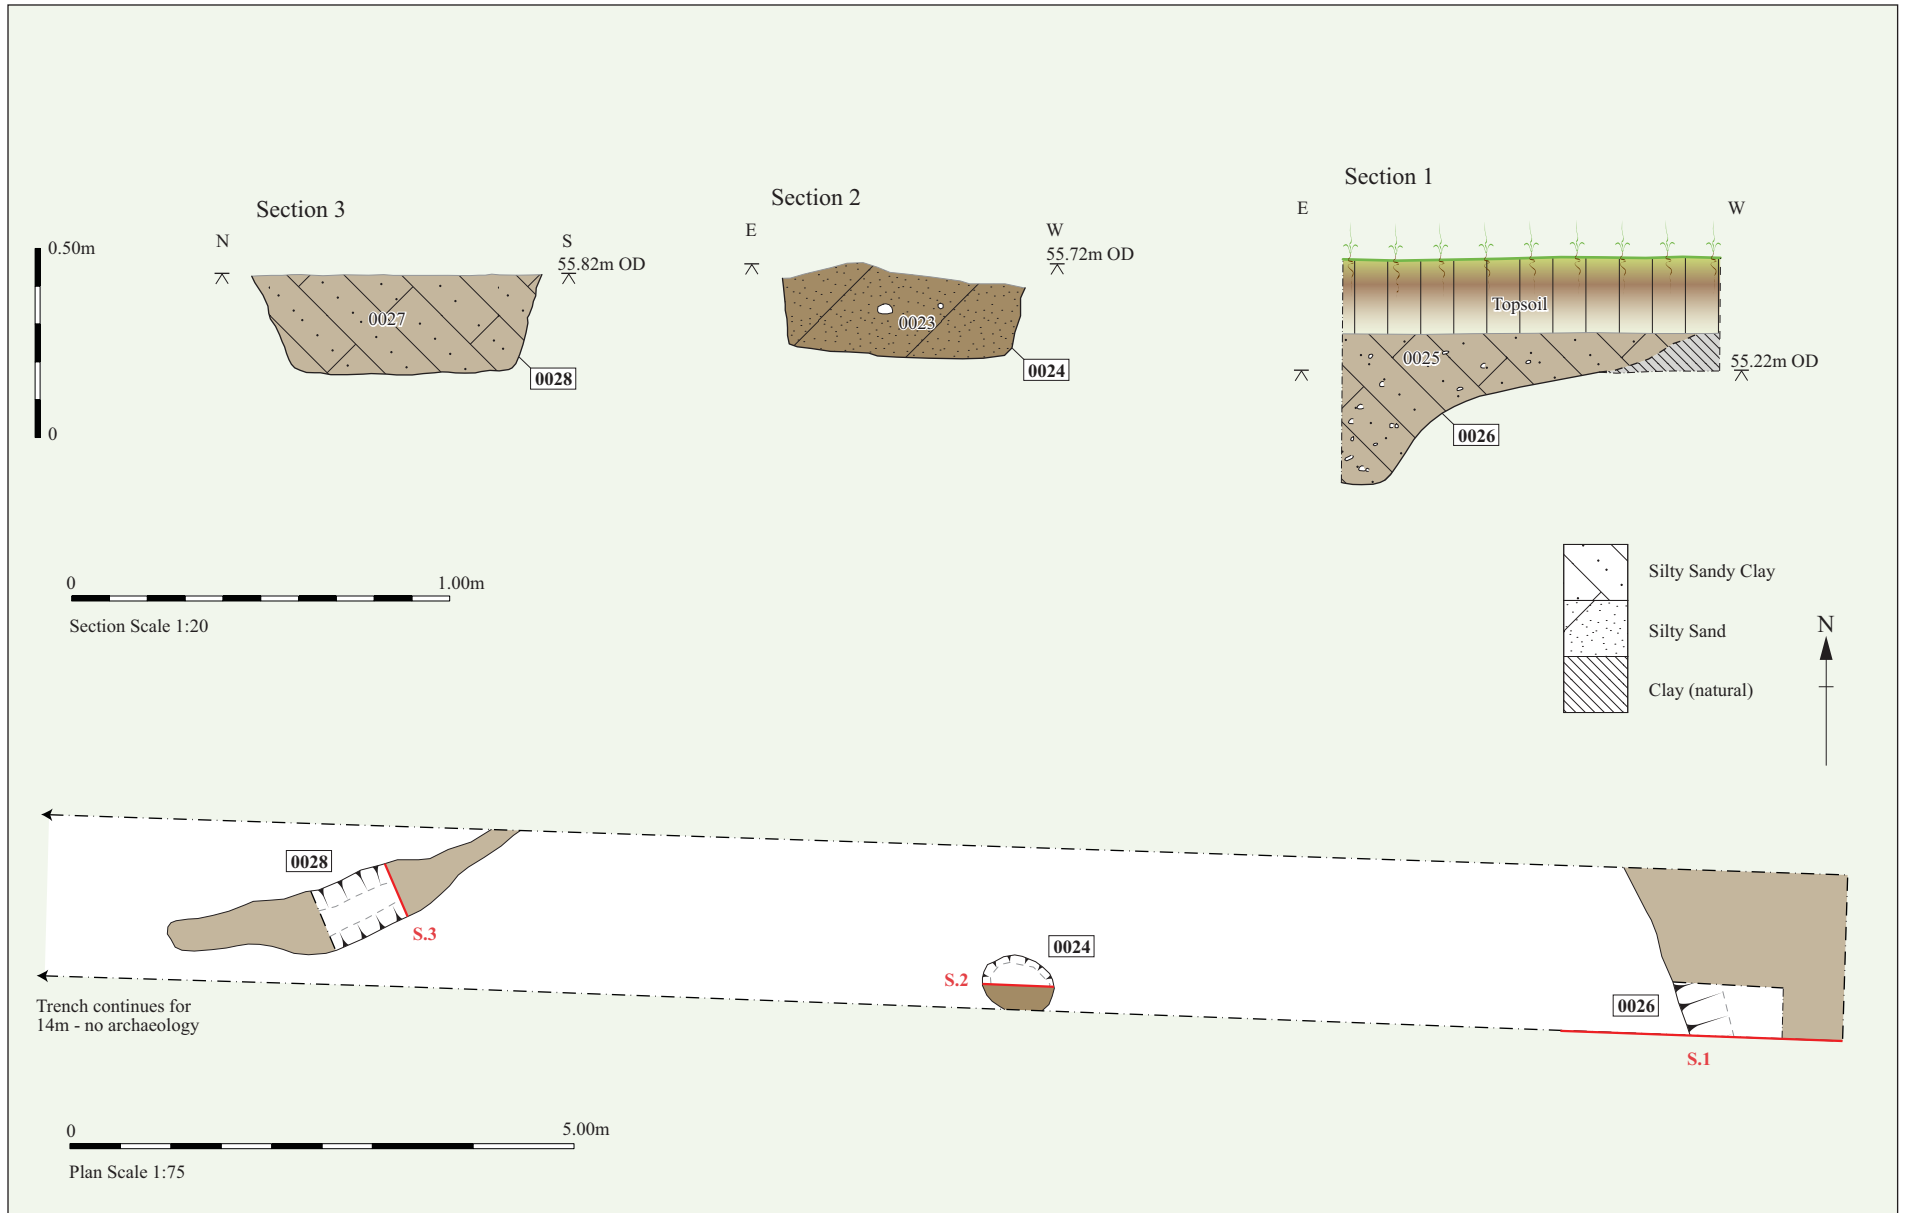 Section 3
N
S
55.82m OD
0027
0028
Section 2
E
W
55.72m OD
0023
0024
Section 1
E
W
Topsoil
0025
55.22m OD
0026
0.50m
0
0
1.00m
Section Scale 1:20
Silty Sandy Clay
Silty Sand
Clay (natural)
N
0028
S.3
0024
S.2
0026
S.1
Trench continues for
14m - no archaeology
0
5.00m
Plan Scale 1:75